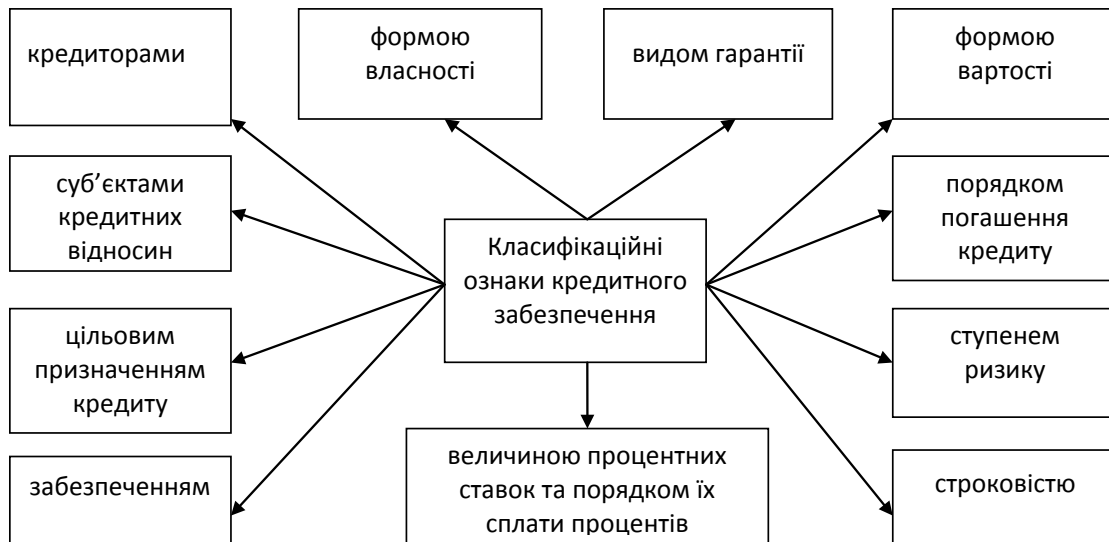 кредиторами
формою
власності
видом гарантії
формою
вартості
суб’єктами
кредитних
відносин
Класифікаційні
ознаки кредитного
забезпечення
порядком
погашення
кредиту
цільовим
призначенням
кредиту
ступенем
ризику
забезпеченням
величиною процентних
ставок та порядком їх
сплати процентів
строковістю